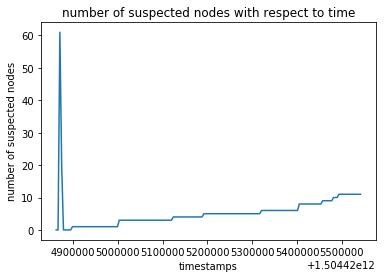 number of suspected nodes with respect to time
number of suspected nodes
60
50
40
30
20
10
0
4900000 5000000 5100000 5200000 5300000 5400000 5500000
timestamps
+1.50442e12